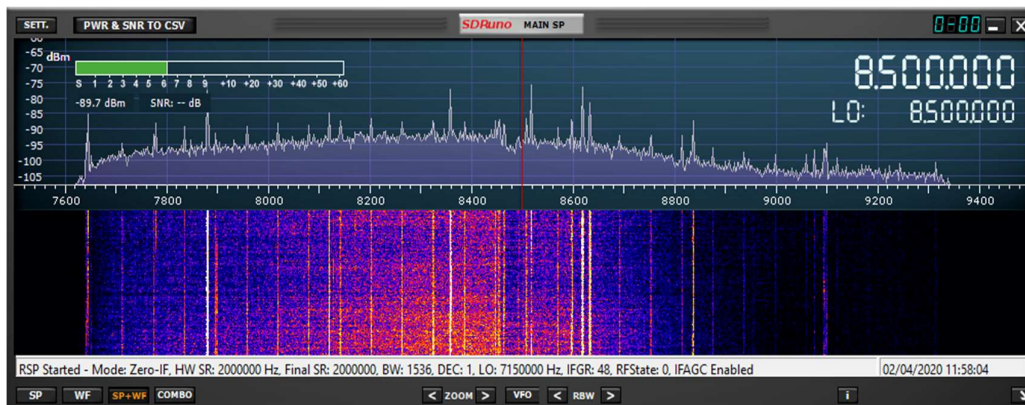 SETT. PWR & SNR TO CSV SDRuno MAIN SP 0-00
-65 dBm
-70 S 1 2 3 4 5 6 7 8 9 +10 +20 +30 +40 +50 +60 8.500.000
-75 -89.7 dBm SNR: -- dB LO: 8.500.000
-80
-85
-90
-95
-100
-105
7600 7800 8000 8200 8400 8600 8800 9000 9200 9400
RSP Started - Mode: Zero-IF, HW SR: 2000000 Hz, Final SR: 2000000, BW: 1536, DEC: 1, LO: 7150000 Hz, IFGR: 48, RFState: 0, IFAGC Enabled 02/04/2020 11:58:04
SP WF SP+WF COMBO < ZOOM > VFO < RBW > i